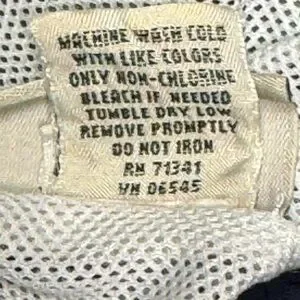 MACHINE WASH COLD
WITH LIKE COLORS
ONLY NON-CHLORINE
BLEACH IF NEEDED
TUMBLE DRY LOW
REMOVE PROMPTLY
DO NOT IRON
RN 71341
VN 06545